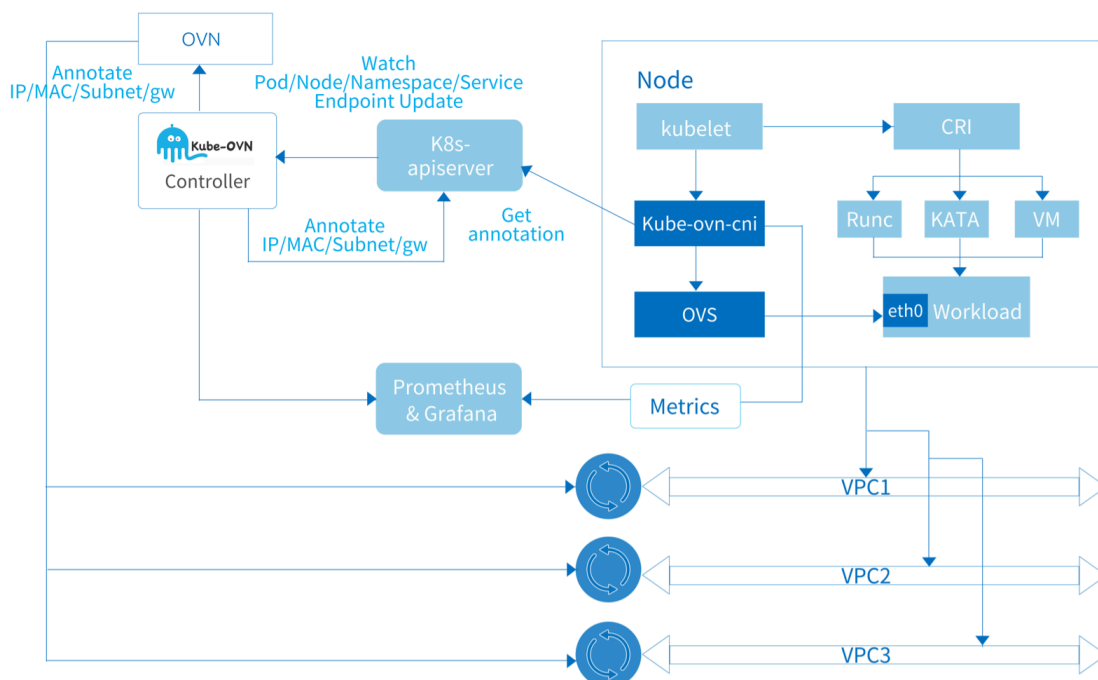 OVN
Annotate
IP/MAC/Subnet/gw
Watch
Pod/Node/Namespace/Service
Endpoint Update
Kube-OVN
Controller
K8s-
apiserver
Annotate
IP/MAC/Subnet/gw
Get
annotation
Node
kubelet
CRI
Kube-ovn-cni
Runc
KATA
VM
OVS
eth0
Workload
Prometheus
& Grafana
Metrics
VPC1
VPC2
VPC3